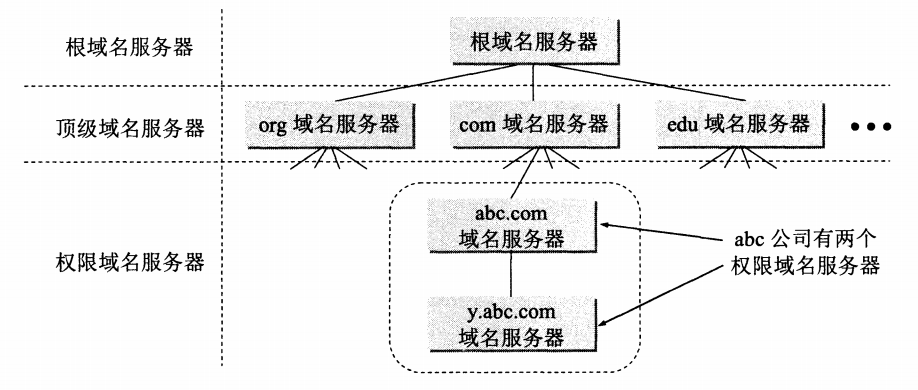 根域名服务器
根域名服务器
顶级域名服务器
org 域名服务器
com 域名服务器
edu 域名服务器
•••
权限域名服务器
abc.com
域名服务器
y.abc.com
域名服务器
abc 公司有两个
权限域名服务器